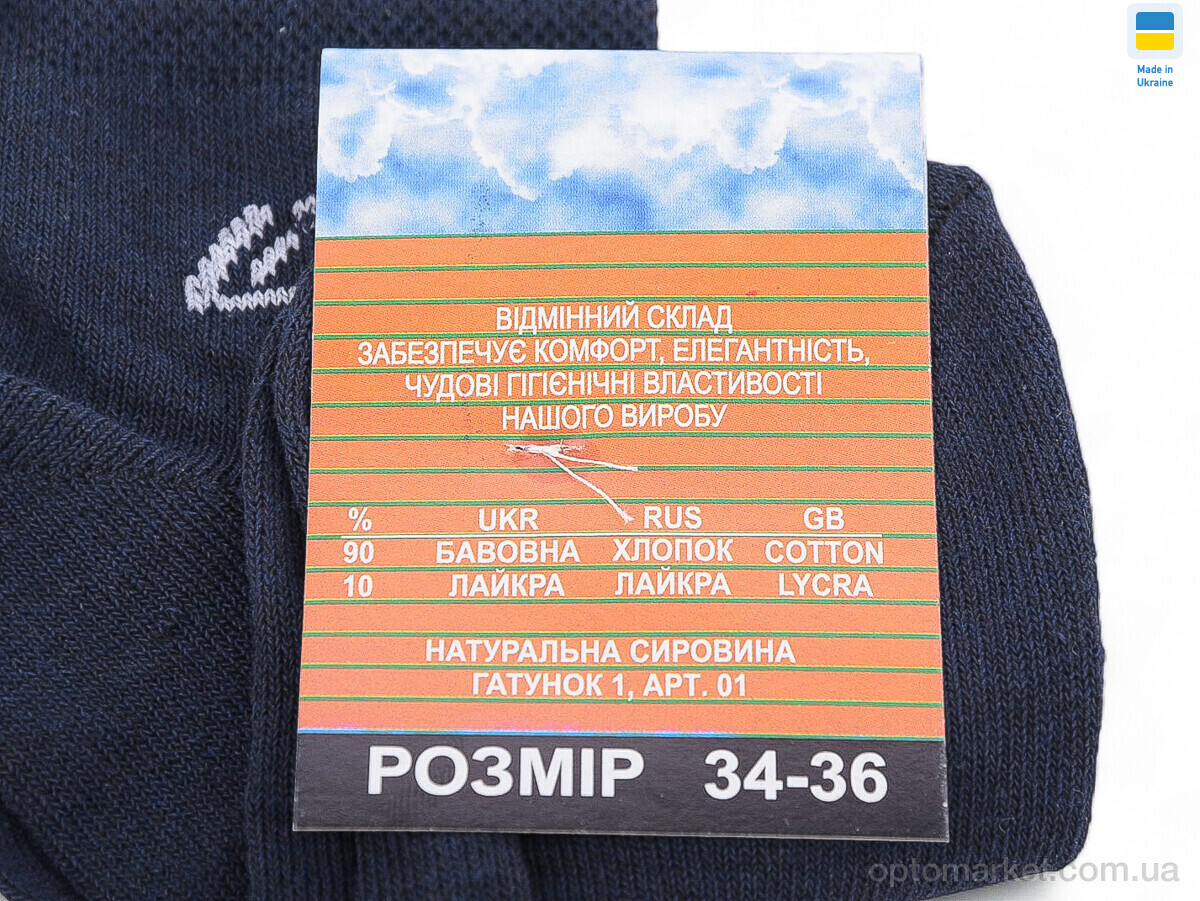 Made in
Ukraine
ВІДМІННИЙ СКЛАД
ЗАБЕЗПЕЧУЄ КОМФОРТ, ЕЛЕГАНТНІСТЬ,
ЧУДОВІ ГІГІЄНІЧНІ ВЛАСТИВОСТІ
НАШОГО ВИРОБУ
% UKR RUS GB
90 БАВОВНА ХЛОПОК COTTON
10 ЛАЙКРА ЛАЙКРА LYCRA
НАТУРАЛЬНА СИРОВИНА
ГАТУНОК 1, АРТ. 01
РОЗМІР 34-36
optomarket.com.ua